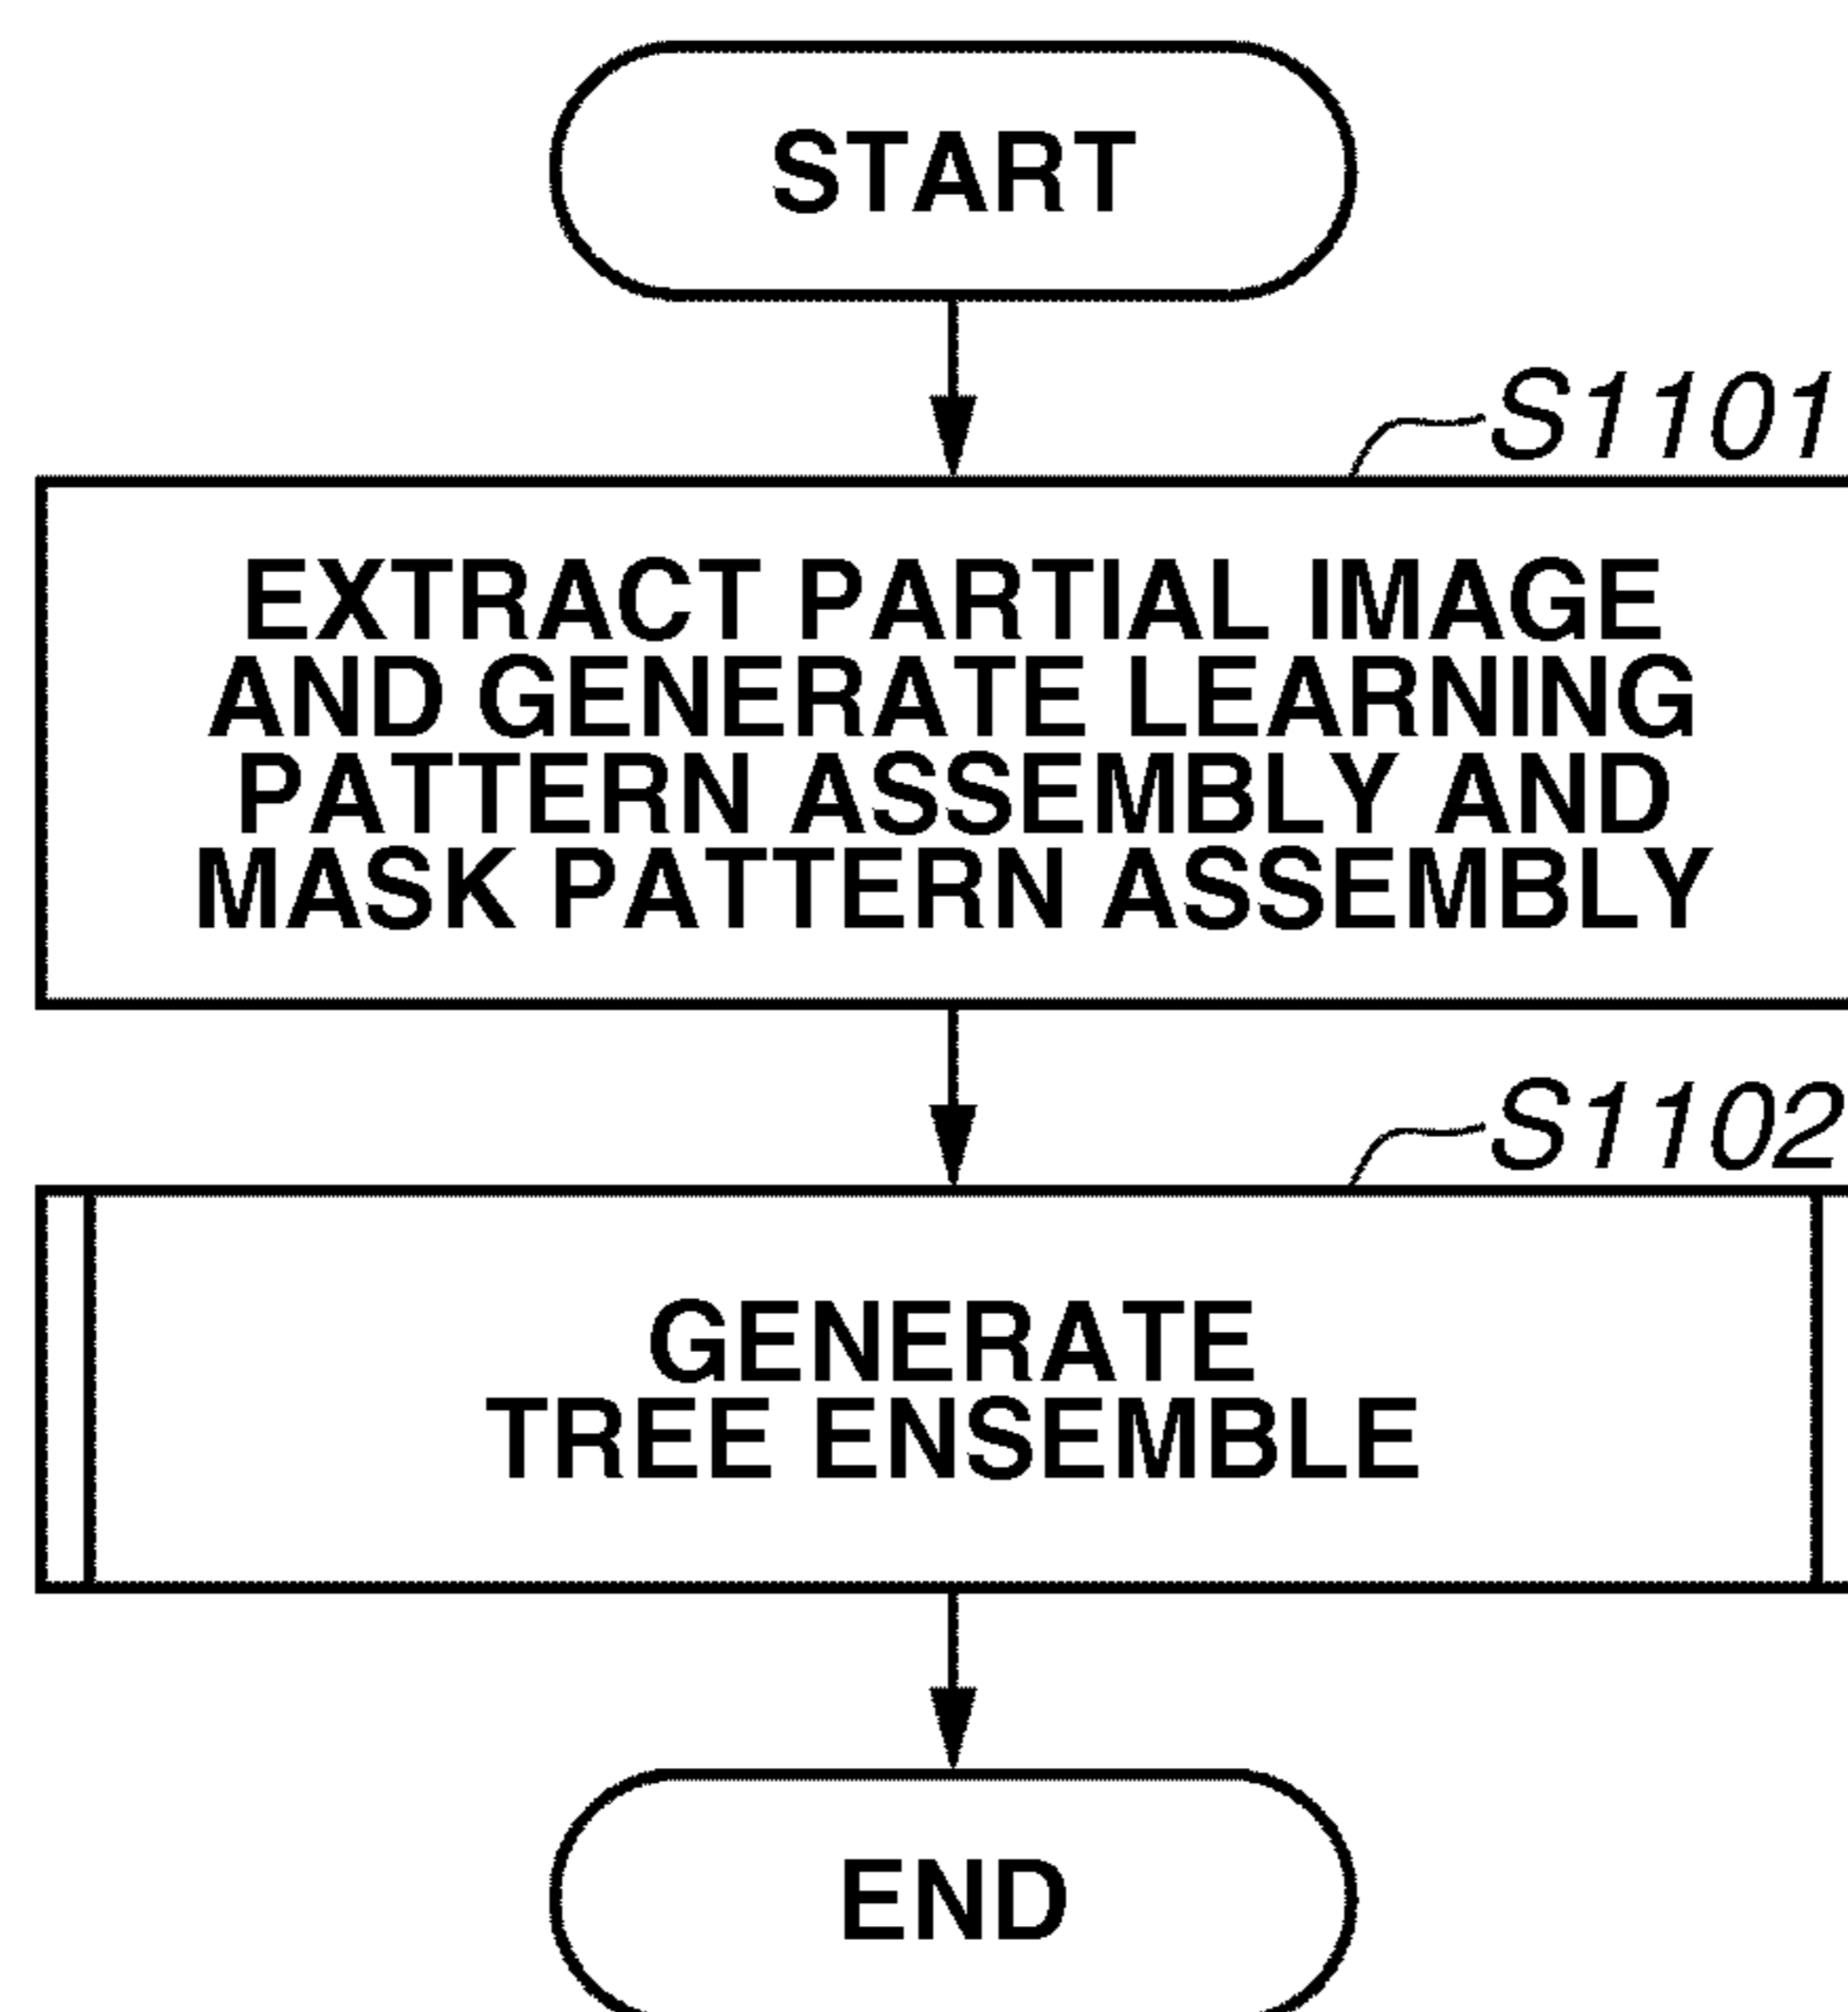 START
S1101
EXTRACT PARTIAL IMAGE
AND GENERATE LEARNING
PATTERN ASSEMBLY AND
MASK PATTERN ASSEMBLY
S1102
GENERATE
TREE ENSEMBLE
END